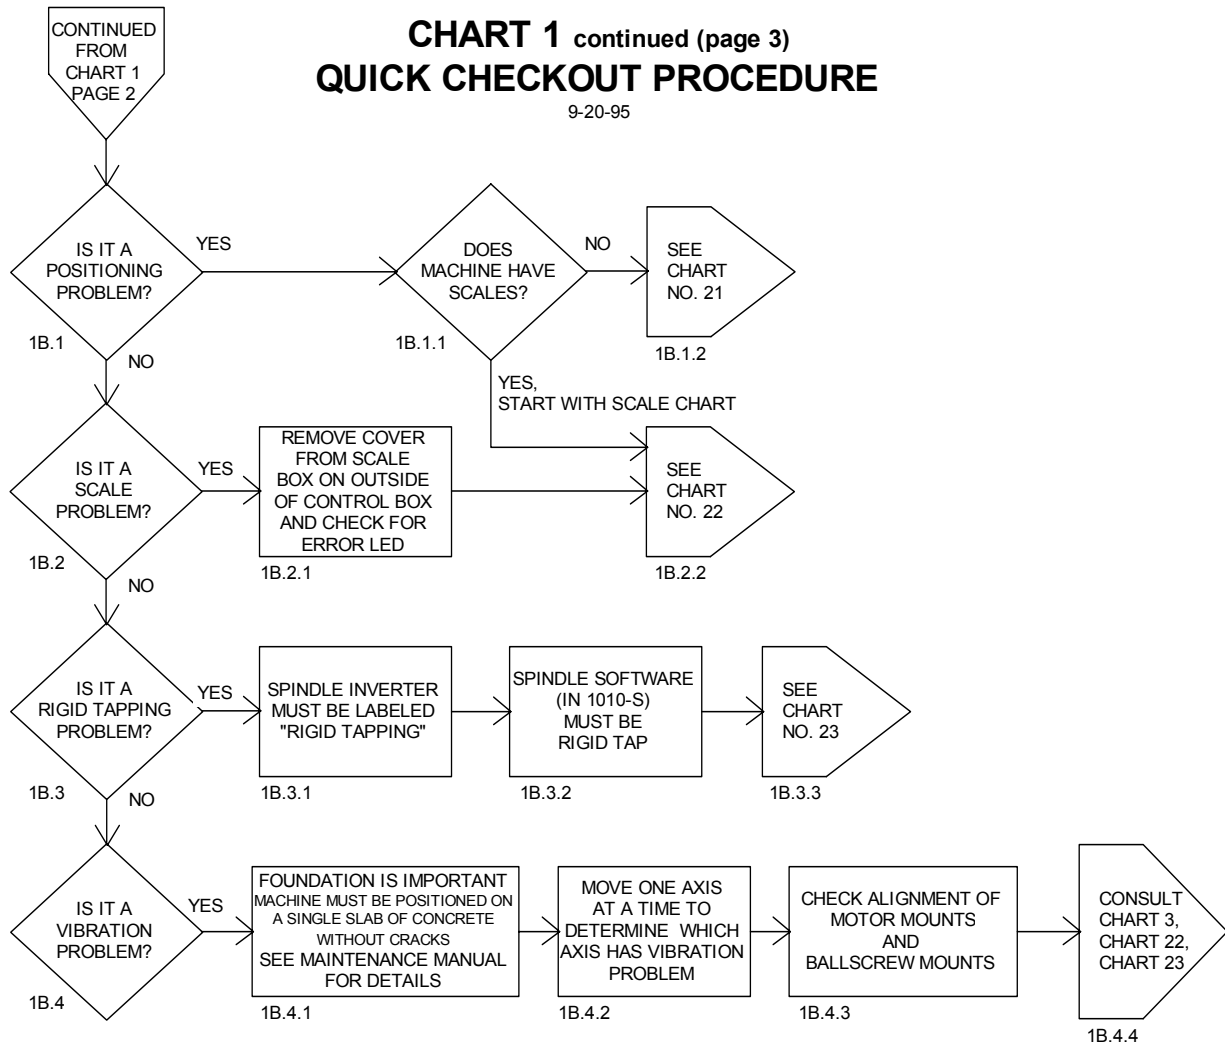 CONTINUED
FROM
CHART 1
PAGE 2
CHART 1 continued (page 3)
QUICK CHECKOUT PROCEDURE
9-20-95
IS IT A
POSITIONING
PROBLEM?
1B.1
YES
NO
DOES
MACHINE HAVE
SCALES?
1B.1.1
NO
SEE
CHART
NO. 21
1B.1.2
YES,
START WITH SCALE CHART
IS IT A
SCALE
PROBLEM?
1B.2
YES
NO
REMOVE COVER
FROM SCALE
BOX ON OUTSIDE
OF CONTROL BOX
AND CHECK FOR
ERROR LED
1B.2.1
SEE
CHART
NO. 22
1B.2.2
IS IT A
RIGID TAPPING
PROBLEM?
1B.3
YES
NO
SPINDLE INVERTER
MUST BE LABELED
"RIGID TAPPING"
1B.3.1
SPINDLE SOFTWARE
(IN 1010-S)
MUST BE
RIGID TAP
1B.3.2
SEE
CHART
NO. 23
1B.3.3
IS IT A
VIBRATION
PROBLEM?
1B.4
YES
FOUNDATION IS IMPORTANT
MACHINE MUST BE POSITIONED ON
A SINGLE SLAB OF CONCRETE
WITHOUT CRACKS
SEE MAINTENANCE MANUAL
FOR DETAILS
1B.4.1
MOVE ONE AXIS
AT A TIME TO
DETERMINE WHICH
AXIS HAS VIBRATION
PROBLEM
1B.4.2
CHECK ALIGNMENT OF
MOTOR MOUNTS
AND
BALLSCREW MOUNTS
1B.4.3
CONSULT
CHART 3,
CHART 22,
CHART 23
1B.4.4